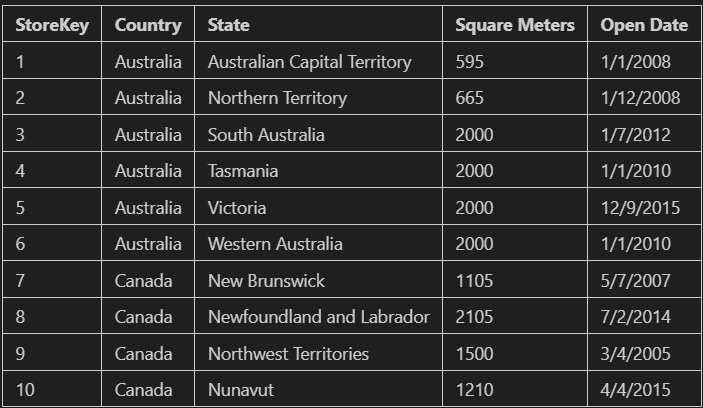 StoreKey Country State Square Meters Open Date
1 Australia Australian Capital Territory 595 1/1/2008
2 Australia Northern Territory 665 1/12/2008
3 Australia South Australia 2000 1/7/2012
4 Australia Tasmania 2000 1/1/2010
5 Australia Victoria 2000 12/9/2015
6 Australia Western Australia 2000 1/1/2010
7 Canada New Brunswick 1105 5/7/2007
8 Canada Newfoundland and Labrador 2105 7/2/2014
9 Canada Northwest Territories 1500 3/4/2005
10 Canada Nunavut 1210 4/4/2015